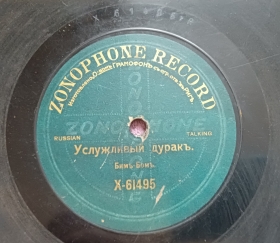 ZONOPHONE RECORD
ZONOPHONE
RUSSIAN
TALKING
Услужливый дуракъ.
Бимъ-Бомъ.
X-61495